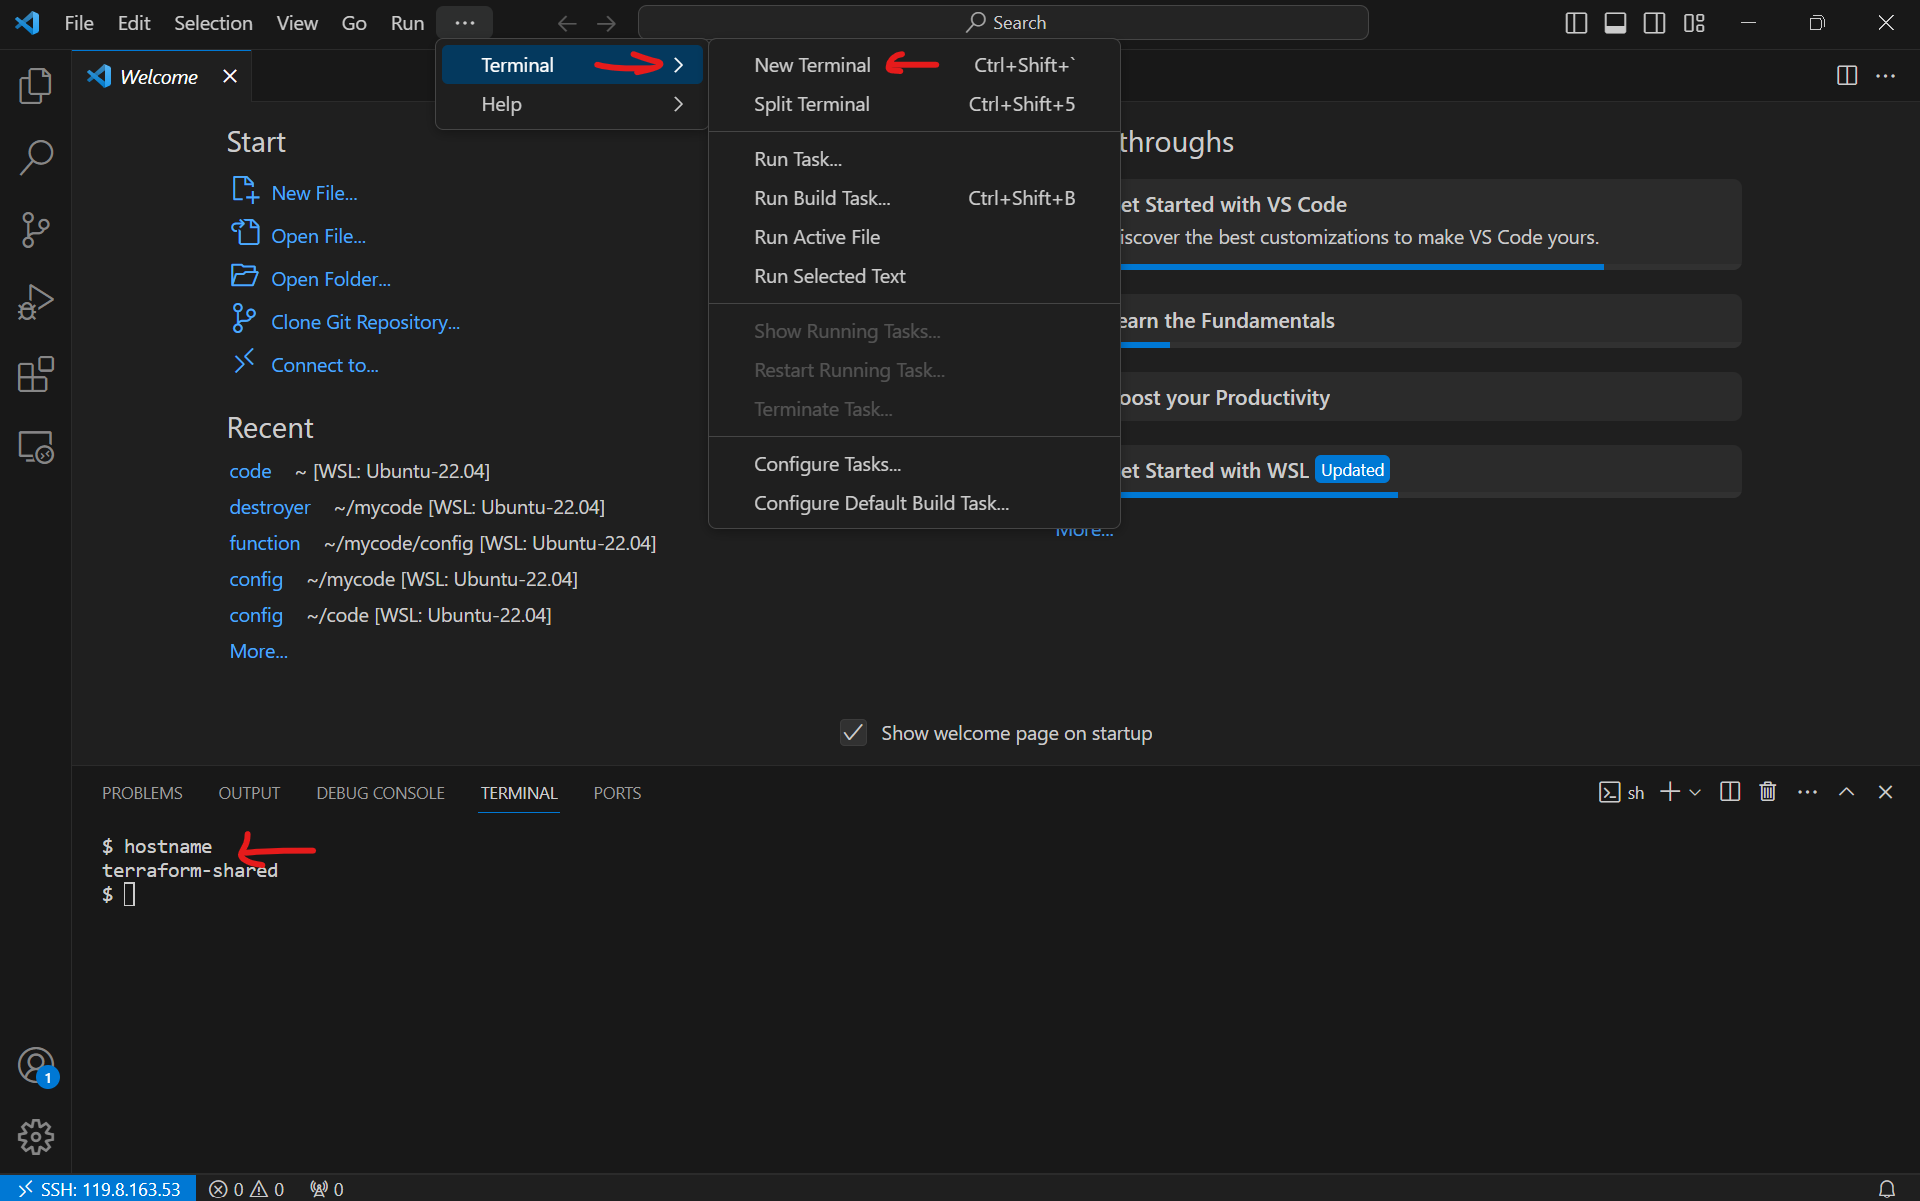 File Edit Selection View Go Run ··· Search
Welcome
Terminal
Help
New Terminal Ctrl+Shift+`
Split Terminal Ctrl+Shift+5
Run Task...
Run Build Task... Ctrl+Shift+B
Run Active File
Run Selected Text
Show Running Tasks...
Restart Running Task...
Terminate Task...
Configure Tasks...
Configure Default Build Task...
Start
New File...
Open File...
Open Folder...
Clone Git Repository...
Connect to...
Recent
code ~ [WSL: Ubuntu-22.04]
destroyer ~/mycode [WSL: Ubuntu-22.04]
function ~/mycode/config [WSL: Ubuntu-22.04]
config ~/mycode [WSL: Ubuntu-22.04]
config ~/code [WSL: Ubuntu-22.04]
More...
throughs
et Started with VS Code
iscover the best customizations to make VS Code yours.
earn the Fundamentals
oost your Productivity
et Started with WSL Updated
More...
Show welcome page on startup
PROBLEMS OUTPUT DEBUG CONSOLE TERMINAL PORTS sh
$ hostname
terraform-shared
$
1
SSH: 119.8.163.53 0 0 0